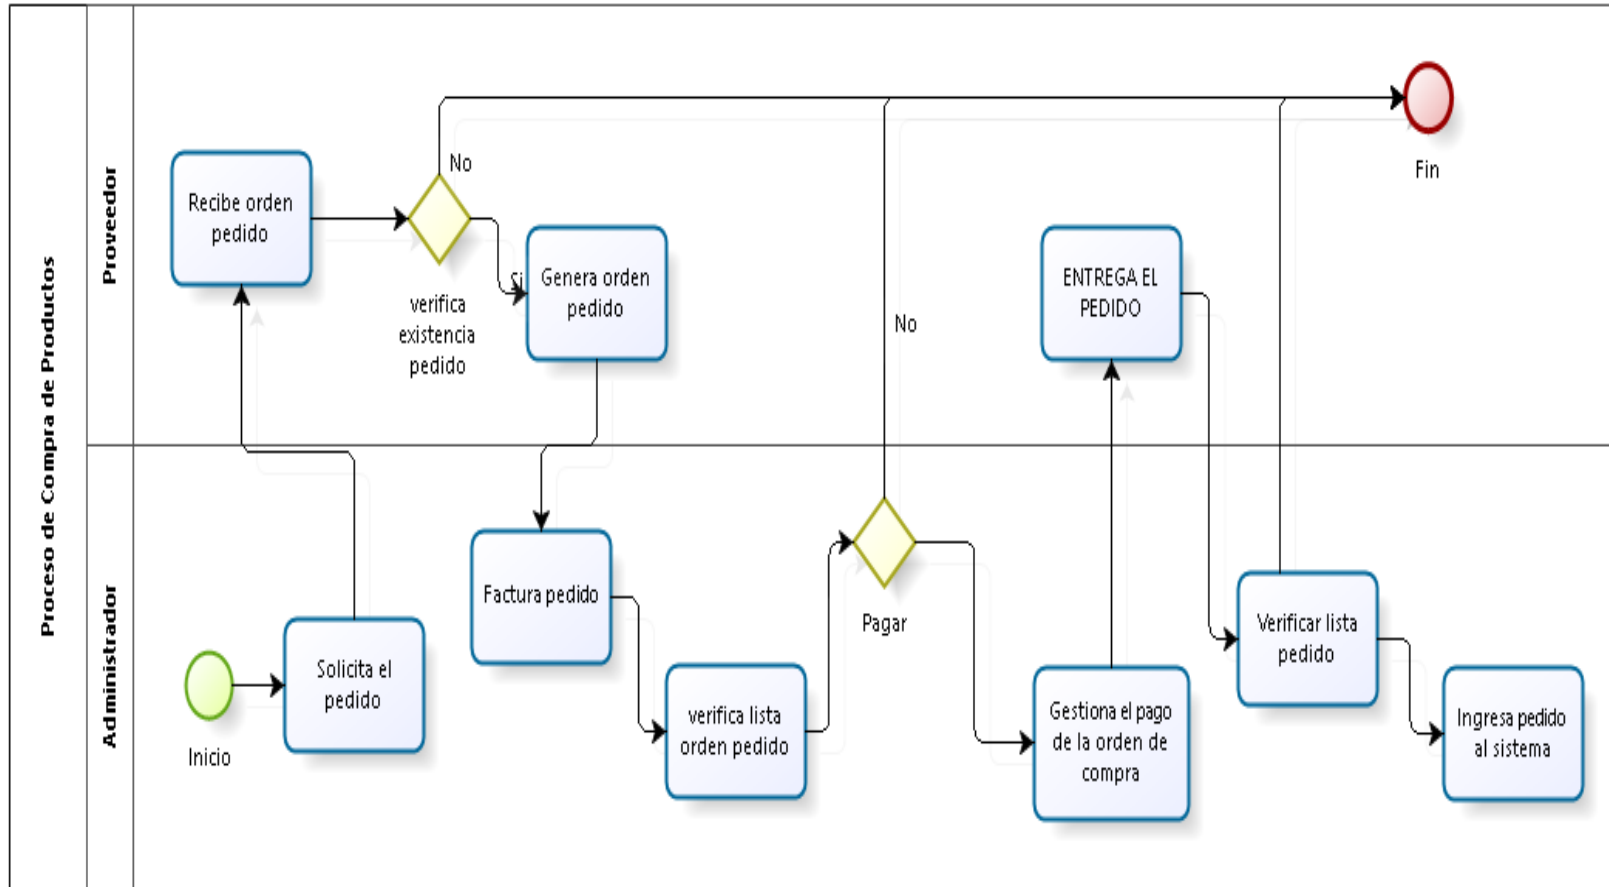 Proceso de Compra de Productos
Proveedor
Recibe orden
pedido
No
verifica
existencia
pedido
Si
Genera orden
pedido
No
ENTREGA EL
PEDIDO
Fin
Administrador
Inicio
Solicita el
pedido
Factura pedido
verifica lista
orden pedido
Pagar
Gestiona el pago
de la orden de
compra
Verificar lista
pedido
Ingresa pedido
al sistema